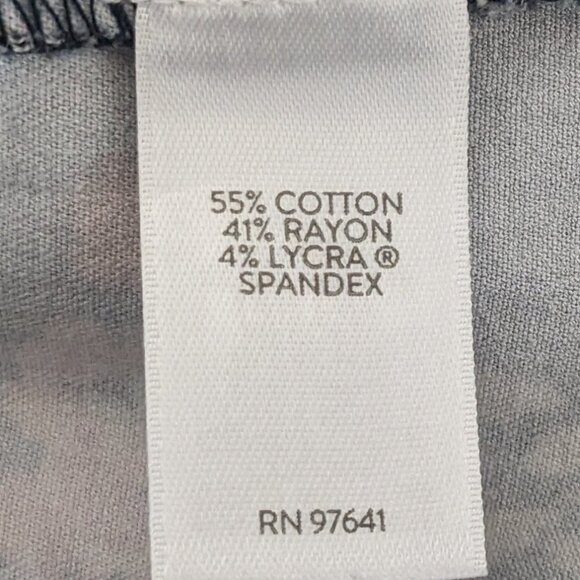 55% COTTON
41% RAYON
4% LYCRA ®
SPANDEX
RN 97641